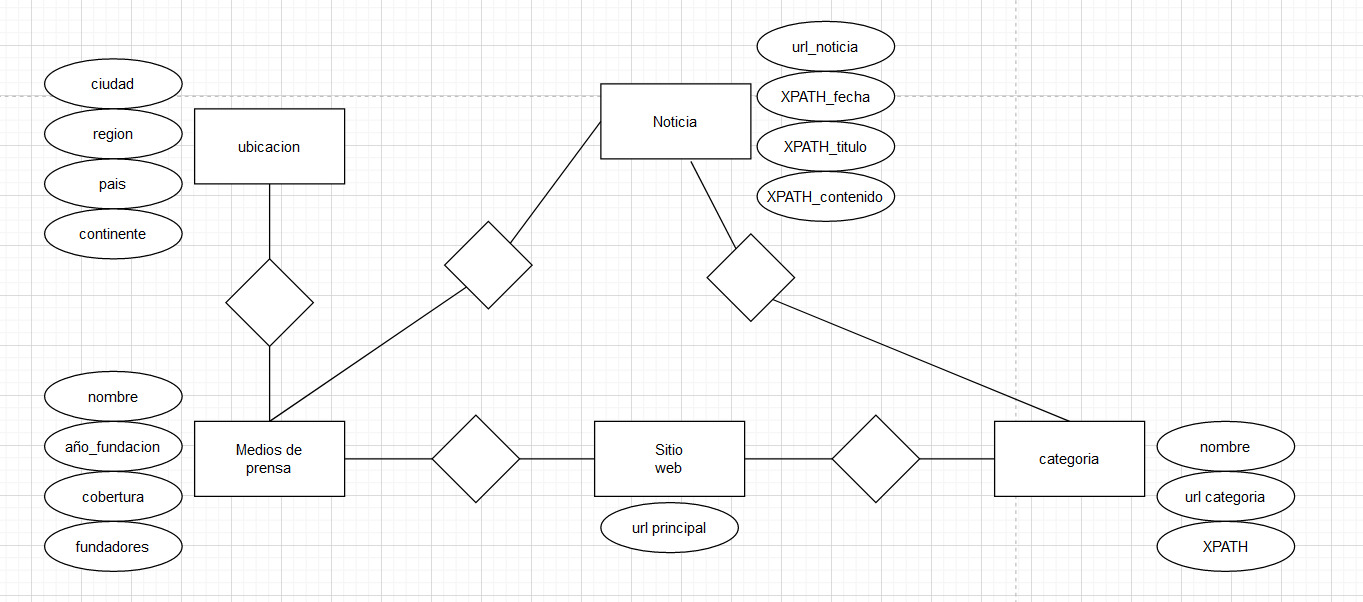 ciudad
region
pais
continente
ubicacion
Noticia
url_noticia
XPATH_fecha
XPATH_titulo
XPATH_contenido
nombre
año_fundacion
cobertura
fundadores
Medios de
prensa
Sitio
web
url principal
categoria
nombre
url categoria
XPATH